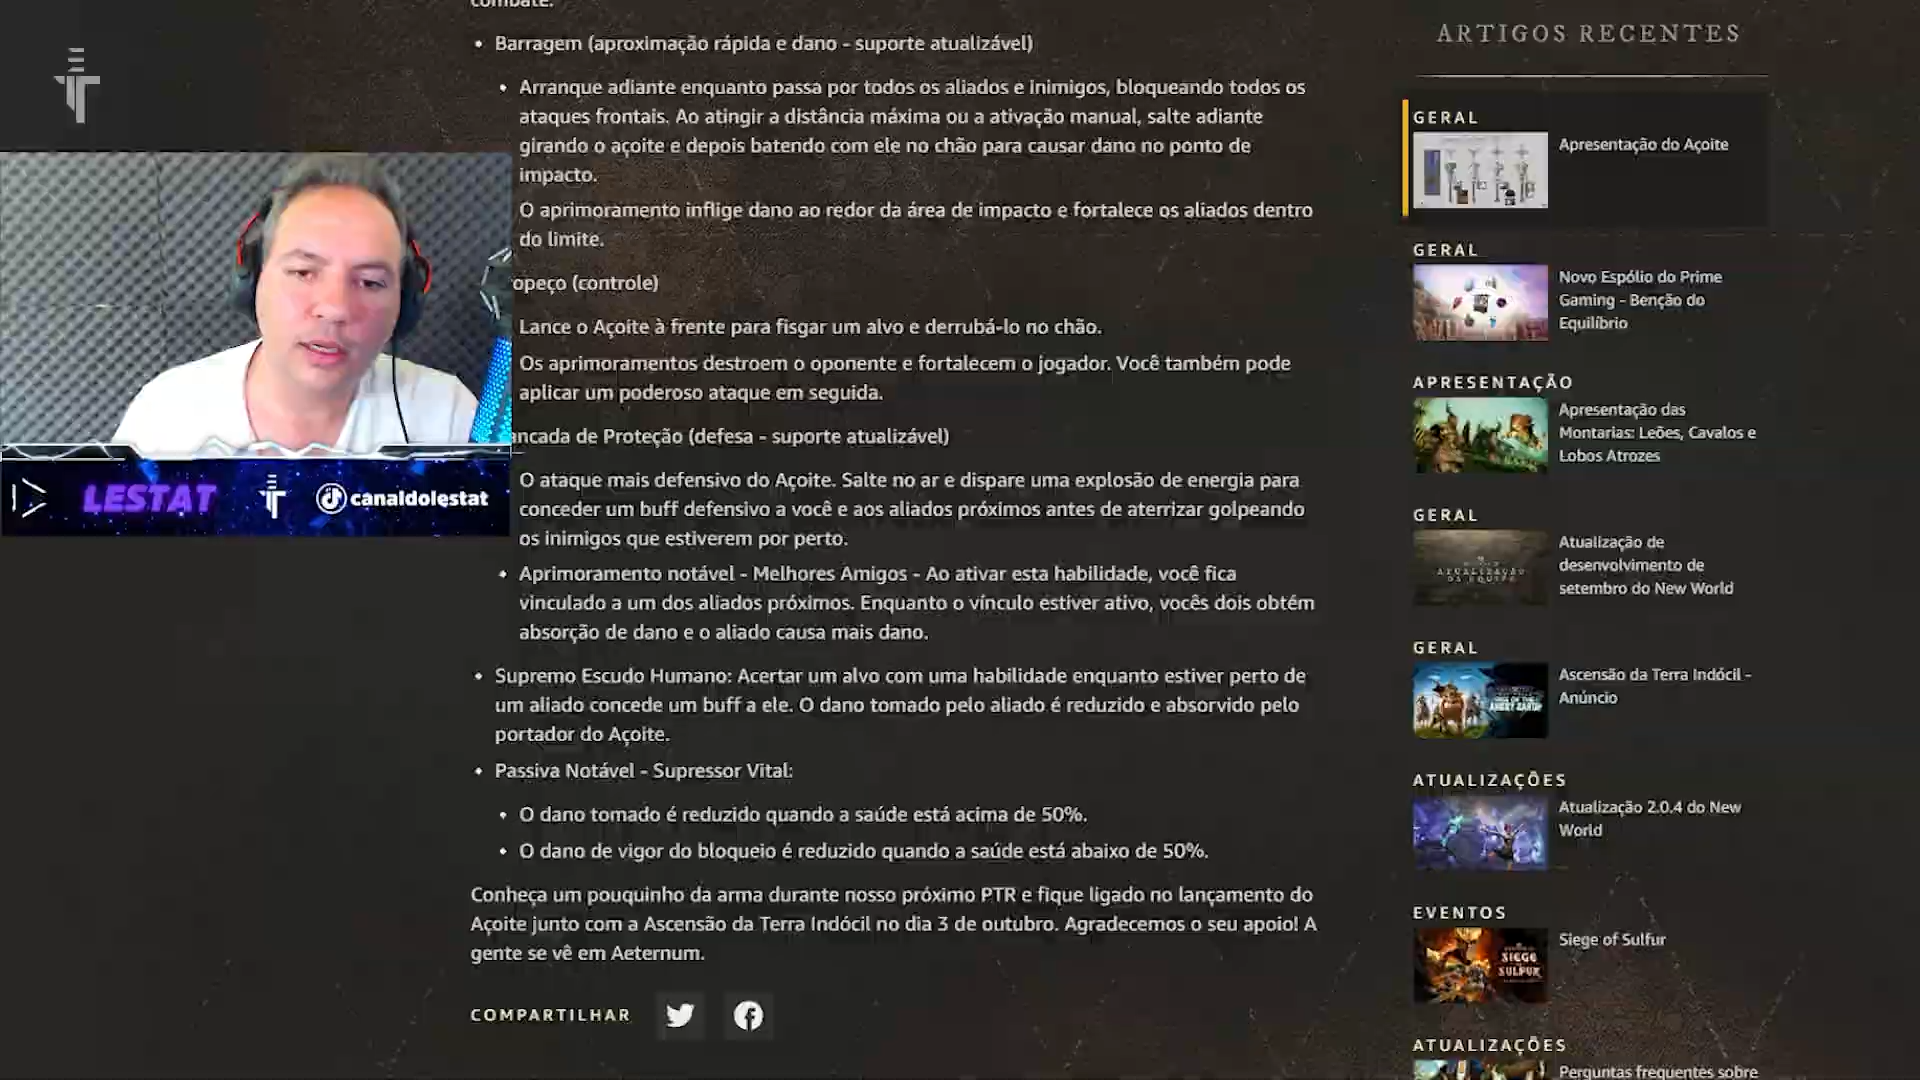 combate.
• Barragem (aproximação rápida e dano - suporte atualizável)
• Arranque adiante enquanto passa por todos os aliados e inimigos, bloqueando todos os
ataques frontais. Ao atingir a distância máxima ou a ativação manual, salte adiante
girando o açoite e depois batendo com ele no chão para causar dano no ponto de
impacto.
O aprimoramento inflige dano ao redor da área de impacto e fortalece os aliados dentro
do limite.
opeço (controle)
Lance o Açoite à frente para fisgar um alvo e derrubá-lo no chão.
Os aprimoramentos destroem o oponente e fortalecem o jogador. Você também pode
aplicar um poderoso ataque em seguida.
ancada de Proteção (defesa - suporte atualizável)
O ataque mais defensivo do Açoite. Salte no ar e dispare uma explosão de energia para
conceder um buff defensivo a você e aos aliados próximos antes de aterrizar golpeando
os inimigos que estiverem por perto.
• Aprimoramento notável - Melhores Amigos - Ao ativar esta habilidade, você fica
vinculado a um dos aliados próximos. Enquanto o vínculo estiver ativo, vocês dois obtém
absorção de dano e o aliado causa mais dano.
• Supremo Escudo Humano: Acertar um alvo com uma habilidade enquanto estiver perto de
um aliado concede um buff a ele. O dano tomado pelo aliado é reduzido e absorvido pelo
portador do Açoite.
• Passiva Notável - Supressor Vital:
• O dano tomado é reduzido quando a saúde está acima de 50%.
• O dano de vigor do bloqueio é reduzido quando a saúde está abaixo de 50%.
Conheça um pouquinho da arma durante nosso próximo PTR e fique ligado no lançamento do
Açoite junto com a Ascensão da Terra Indócil no dia 3 de outubro. Agradecemos o seu apoio! A
gente se vê em Aeternum.
COMPARTILHAR
LESTAT
canaldolestat
ARTIGOS RECENTES
GERAL
Apresentação do Açoite
GERAL
Novo Espólio do Prime
Gaming - Benção do
Equilíbrio
APRESENTAÇÃO
Apresentação das
Montarias: Leões, Cavalos e
Lobos Atrozes
GERAL
ATUALIZAÇÃO
DA EQUIPE
Atualização de
desenvolvimento de
setembro do New World
GERAL
ANGRY EARTH
Ascensão da Terra Indócil -
Anúncio
ATUALIZAÇÕES
Atualização 2.0.4 do New
World
EVENTOS
SIEGE
OF
SULFUR
Siege of Sulfur
ATUALIZAÇÕES
Perguntas frequentes sobre